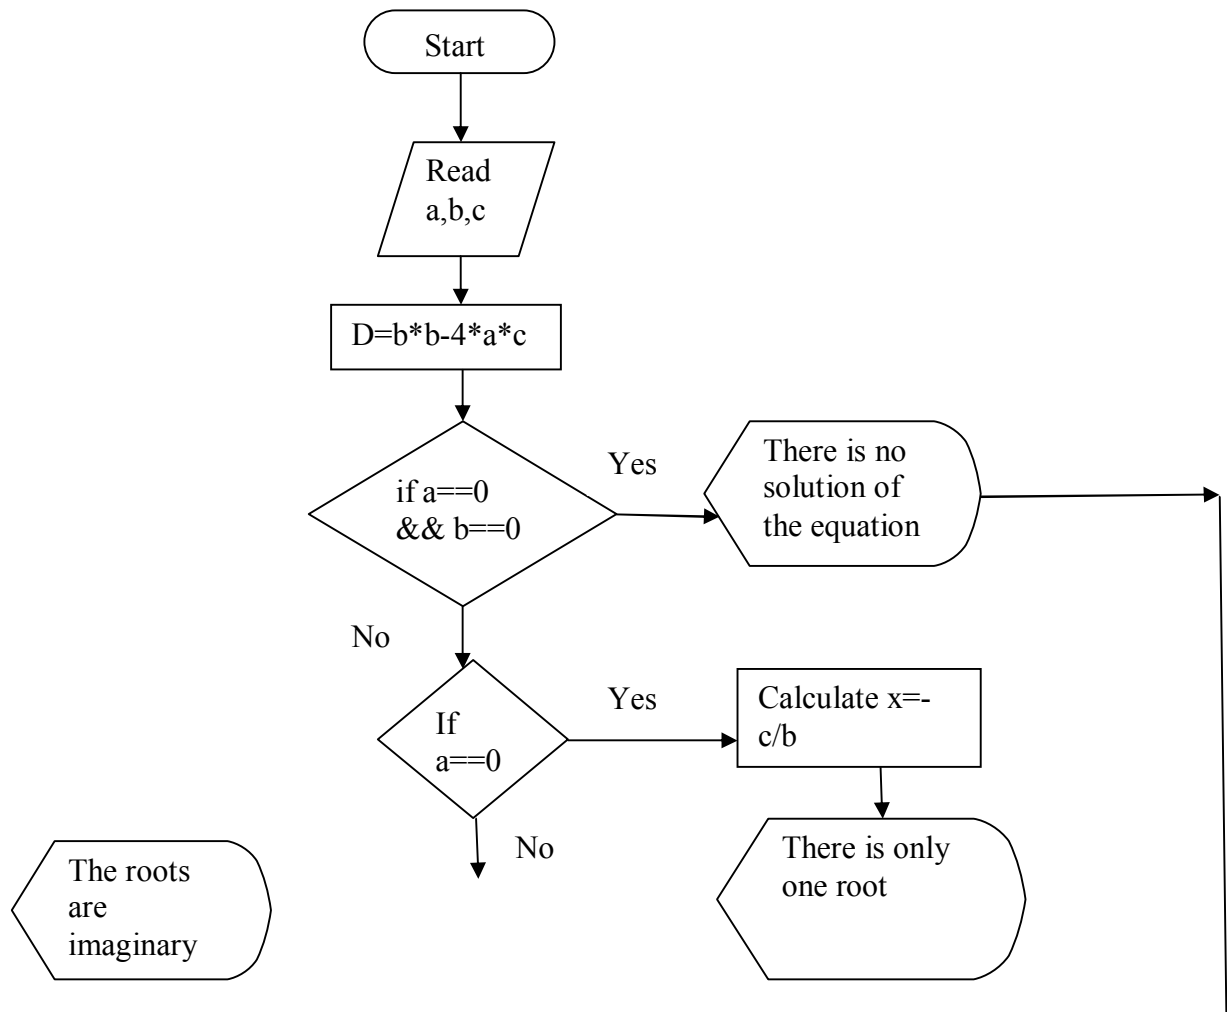 Start
Read
a,b,c
D=b*b-4*a*c
if a==0
&& b==0
Yes
There is no
solution of
the equation
No
If
a==0
Yes
Calculate x=-
c/b
No
There is only
one root
The roots
are
imaginary